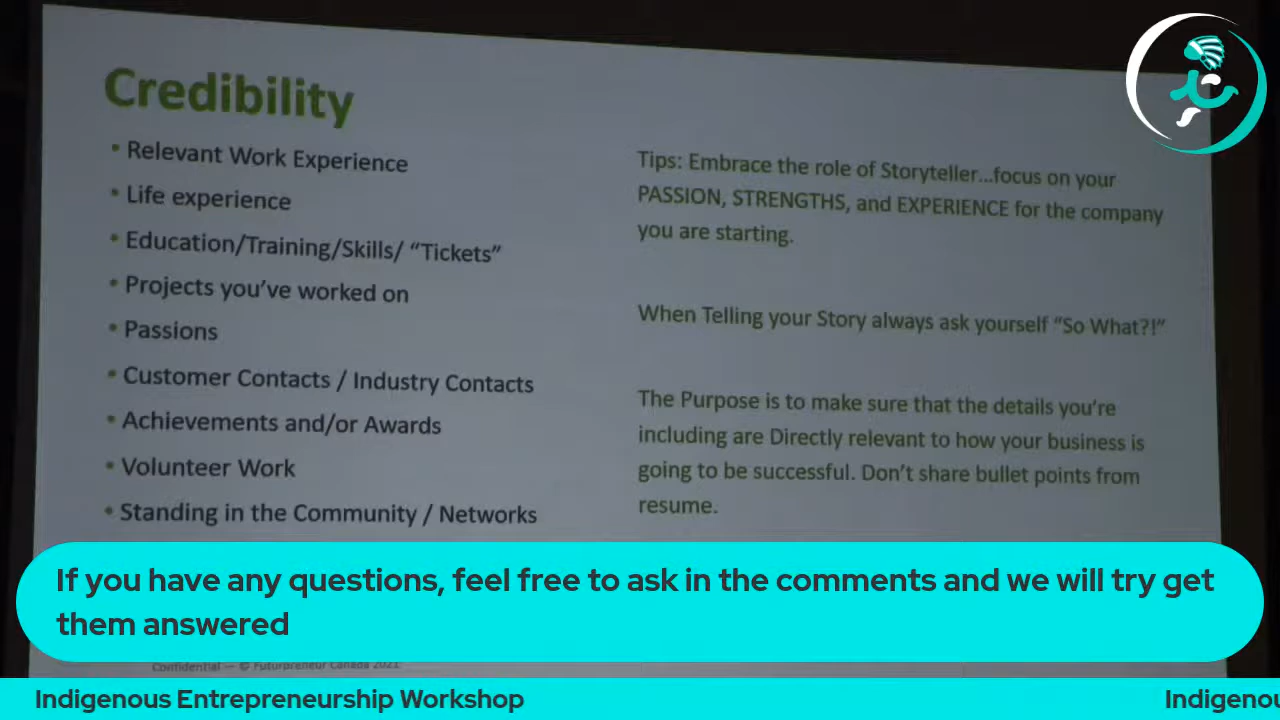 Credibility
• Relevant Work Experience
• Life experience
• Education/Training/Skills/ “Tickets”
• Projects you’ve worked on
• Passions
• Customer Contacts / Industry Contacts
• Achievements and/or Awards
• Volunteer Work
• Standing in the Community / Networks
Tips: Embrace the role of Storyteller...focus on your
PASSION, STRENGTHS, and EXPERIENCE for the company
you are starting.
When Telling your Story always ask yourself “So What?!”
The Purpose is to make sure that the details you’re
including are Directly relevant to how your business is
going to be successful. Don’t share bullet points from
resume.
If you have any questions, feel free to ask in the comments and we will try get
them answered
Confidential — © Futurpreneur Canada 2021
Indigenous Entrepreneurship Workshop
Indigenou